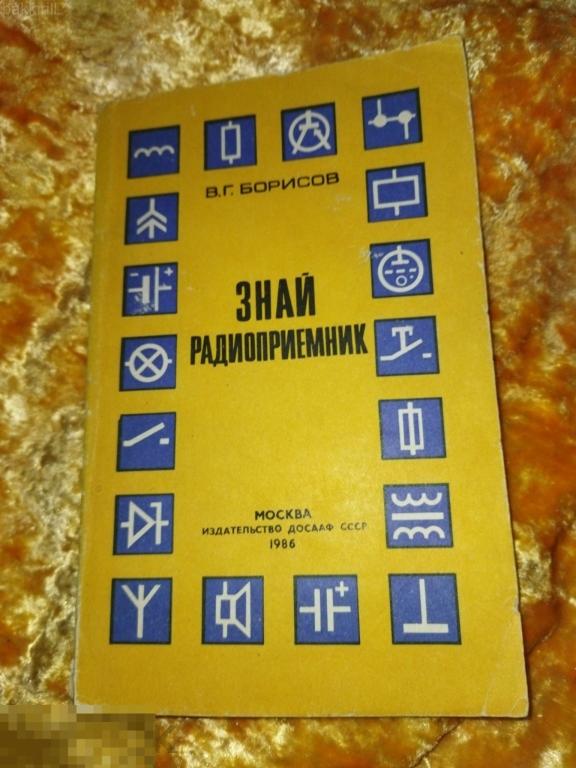 В.Г. БОРИСОВ
ЗНАЙ
РАДИОПРИЕМНИК
МОСКВА
ИЗДАТЕЛЬСТВО ДОСААФ СССР
1986